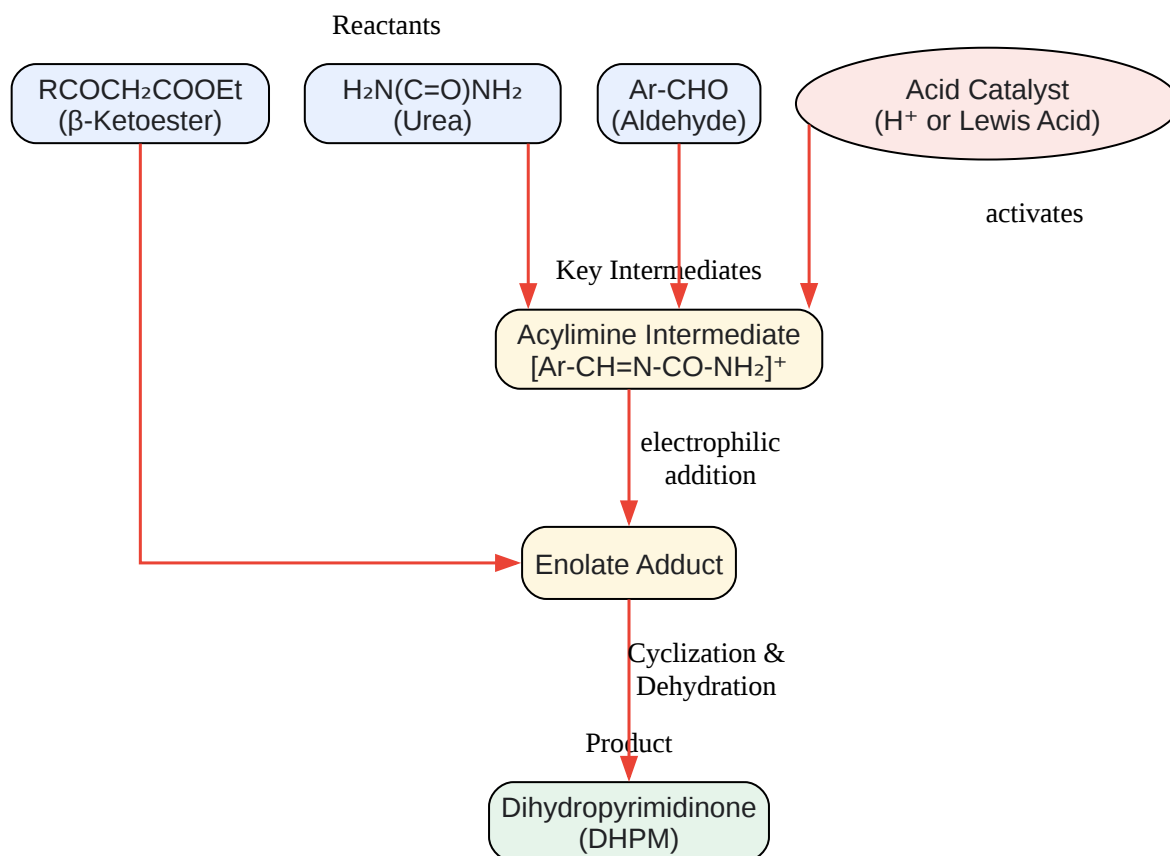 Reactants
RCOCH₂COOEt
(β-Ketoester)
H₂N(C=O)NH₂
(Urea)
Ar-CHO
(Aldehyde)
Acid Catalyst
(H⁺ or Lewis Acid)
activates
Key Intermediates
Acylimine Intermediate
[Ar-CH=N-CO-NH₂]⁺
electrophilic
addition
Enolate Adduct
Cyclization &
Dehydration
Product
Dihydropyrimidinone
(DHPM)